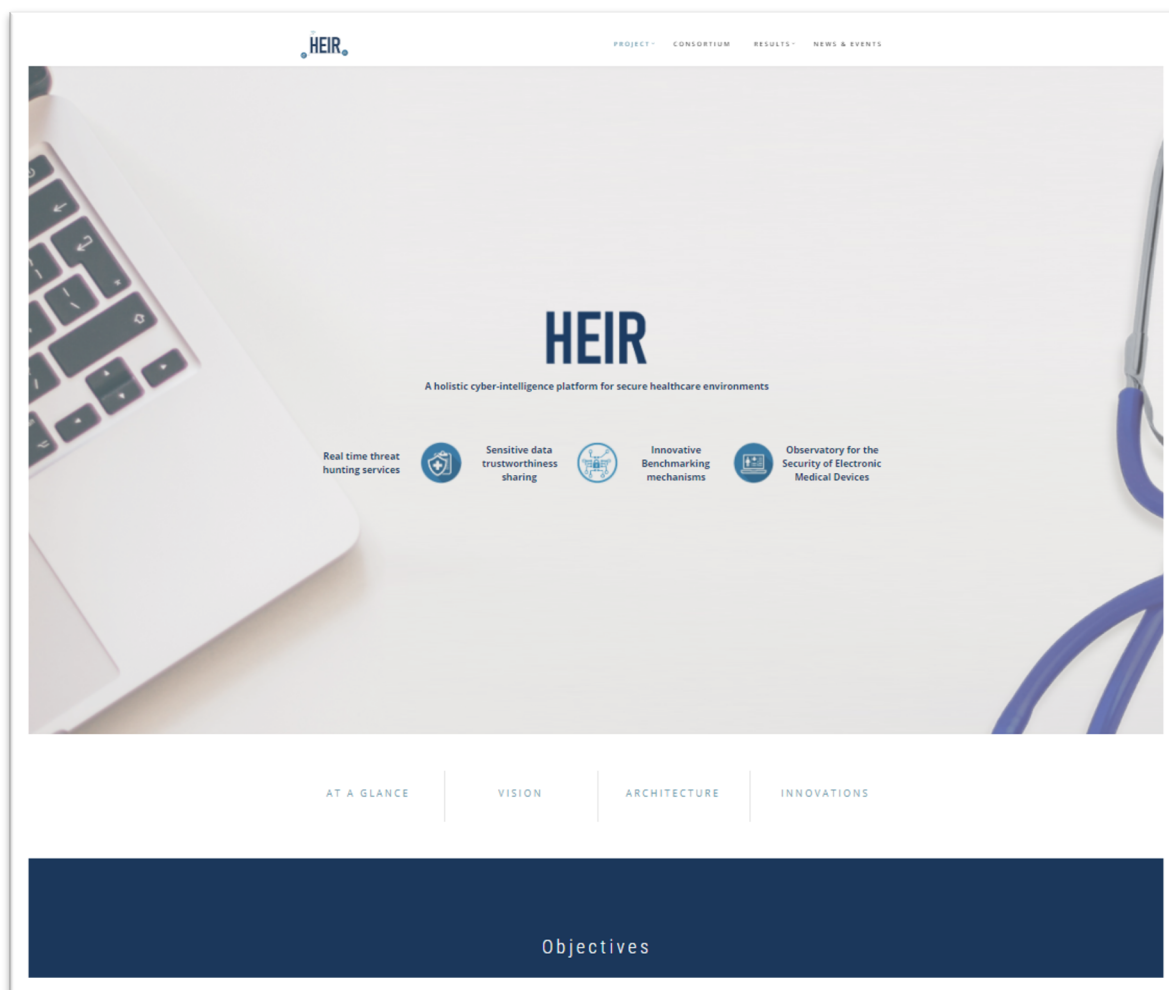 HEIR
PROJECT
CONSORTIUM
RESULTS
NEWS & EVENTS
HEIR
A holistic cyber-intelligence platform for secure healthcare environments
Real time threat
hunting services
Sensitive data
trustworthiness
sharing
Innovative
Benchmarking
mechanisms
Observatory for the
Security of Electronic
Medical Devices
AT A GLANCE
VISION
ARCHITECTURE
INNOVATIONS
Objectives